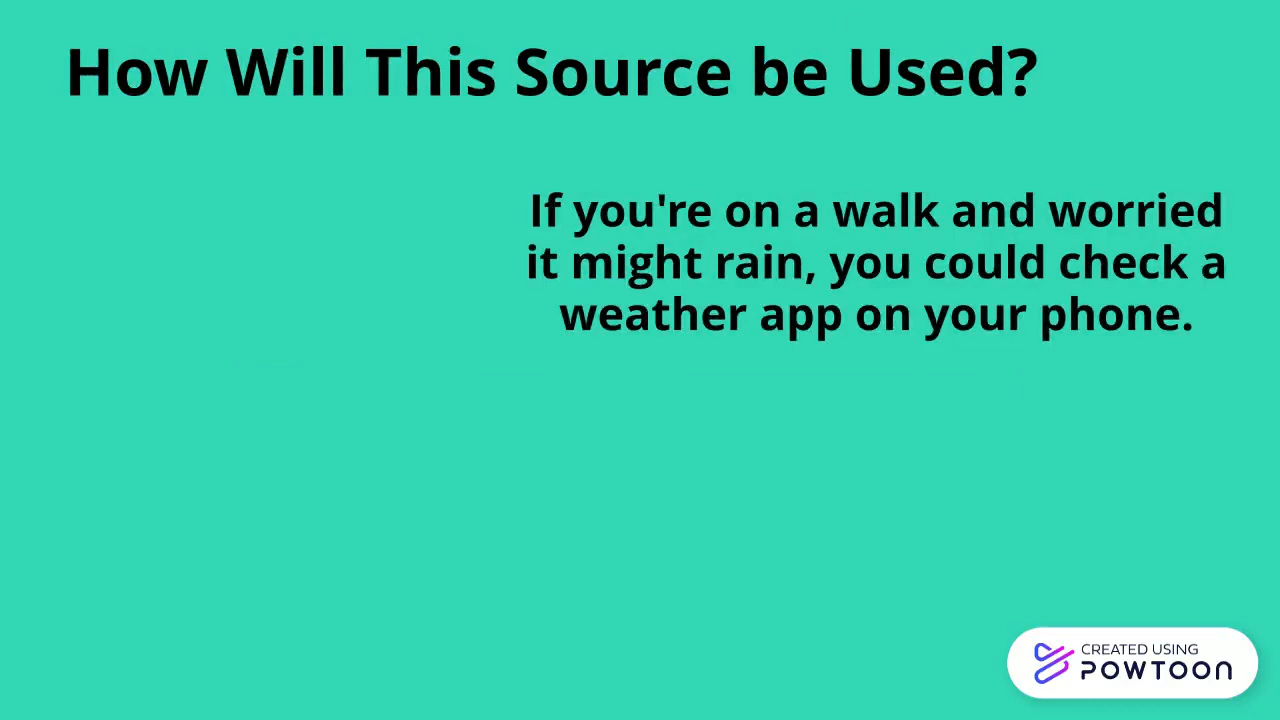 How Will This Source be Used?
If you're on a walk and worried
it might rain, you could check a
weather app on your phone.
CREATED USING
POWTOON